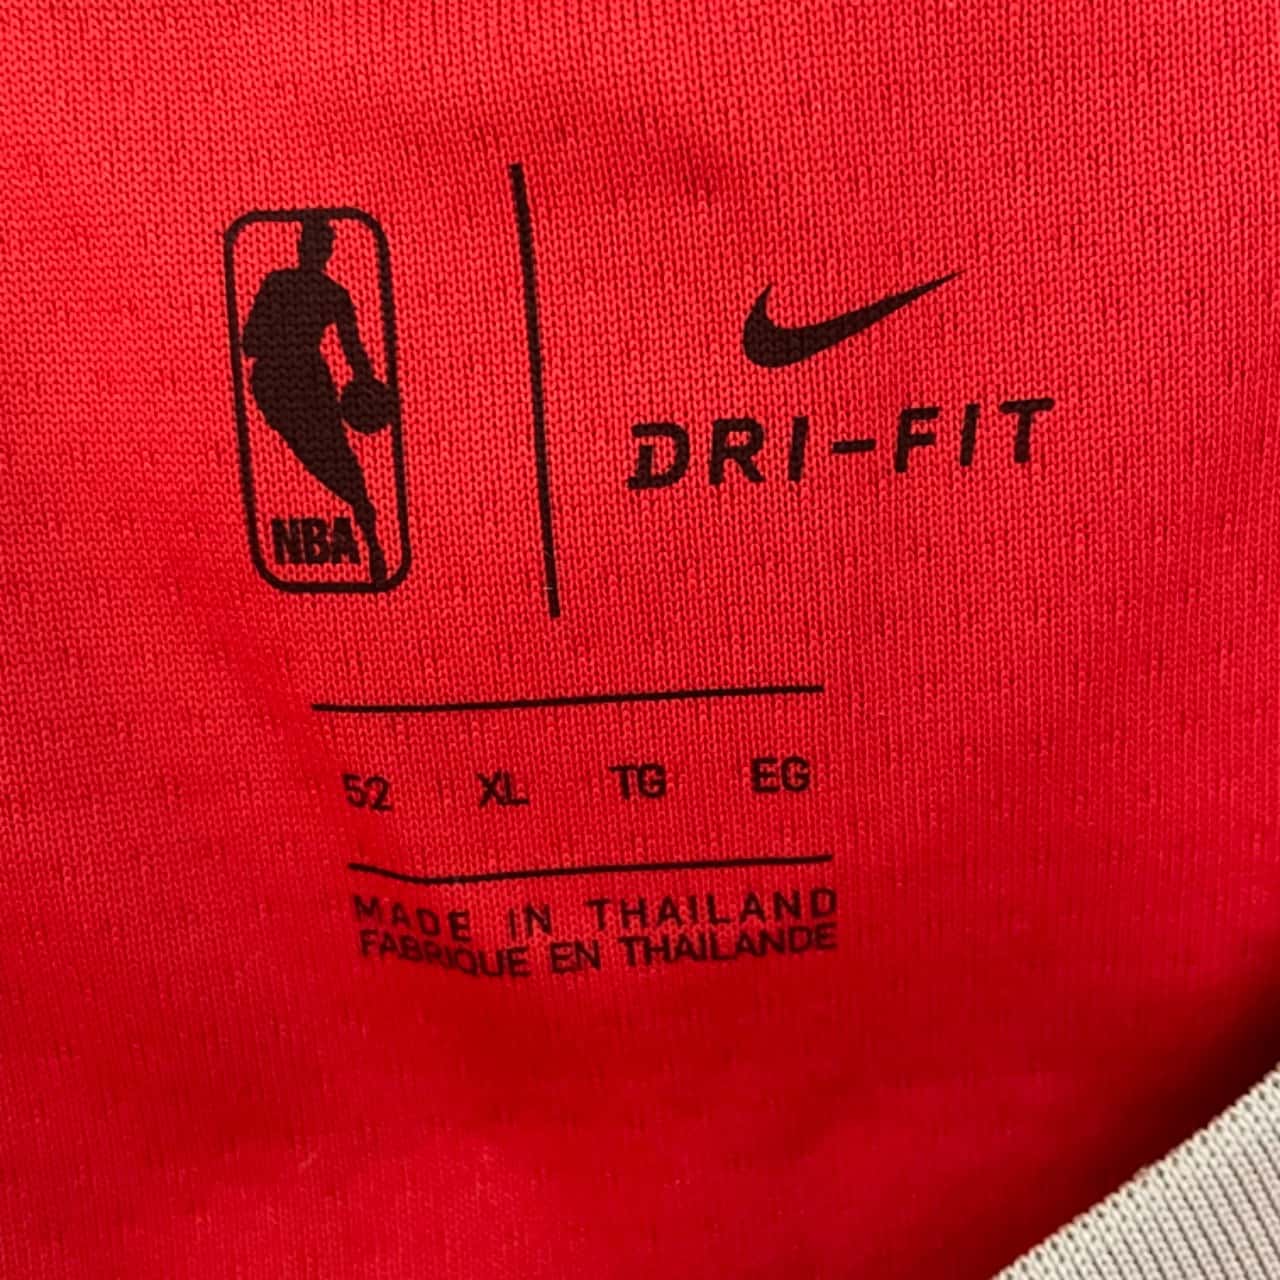 NBA
DRI-FIT
52 XL TG EG
MADE IN THAILAND
FABRIQUE EN THAILANDE